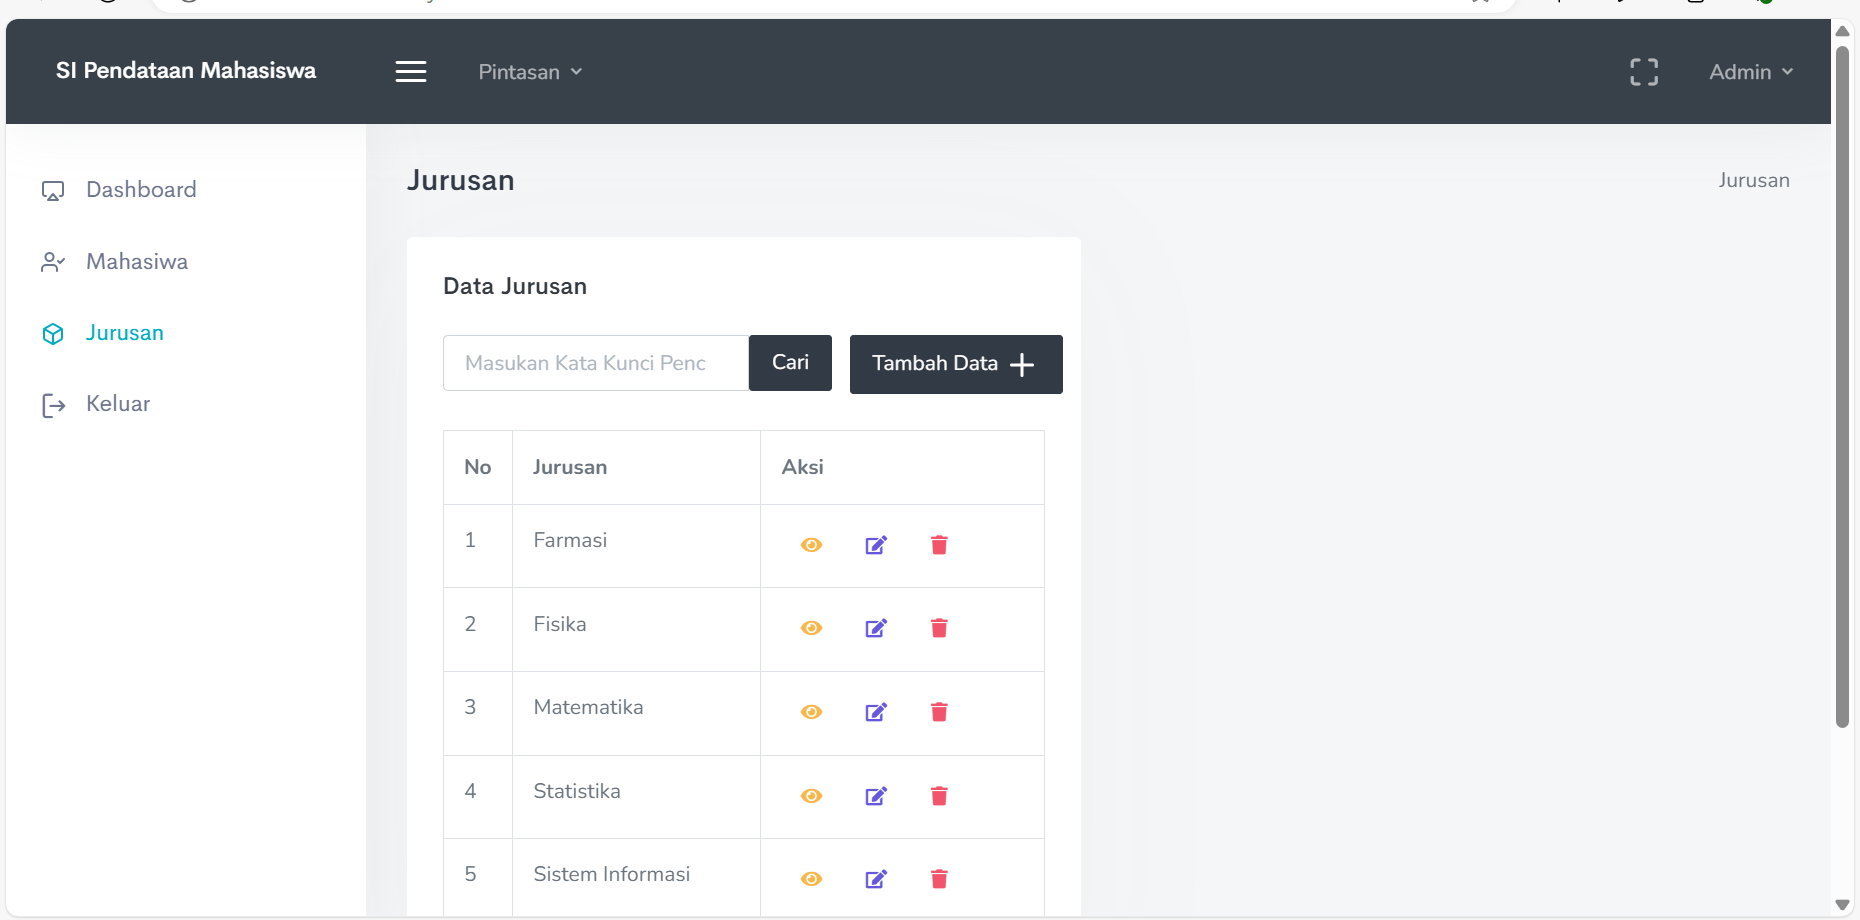 SI Pendataan Mahasiswa
Pintasan
Admin
Dashboard
Mahasiwa
Jurusan
Keluar
Jurusan
Jurusan
Data Jurusan
Masukan Kata Kunci Penc
Cari
Tambah Data
No Jurusan Aksi
1 Farmasi
2 Fisika
3 Matematika
4 Statistika
5 Sistem Informasi